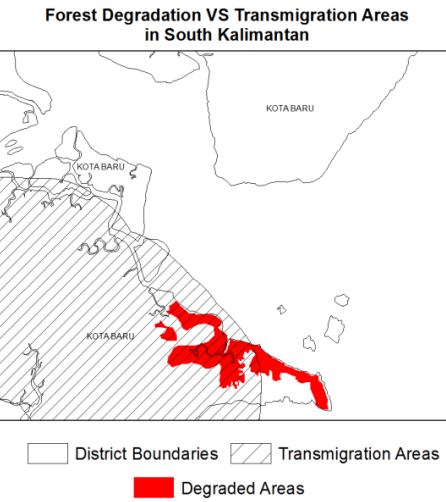 Forest Degradation VS Transmigration Areas
in South Kalimantan
KOTA BARU
KOTA BARU
KOTA BARU
District Boundaries
Transmigration Areas
Degraded Areas